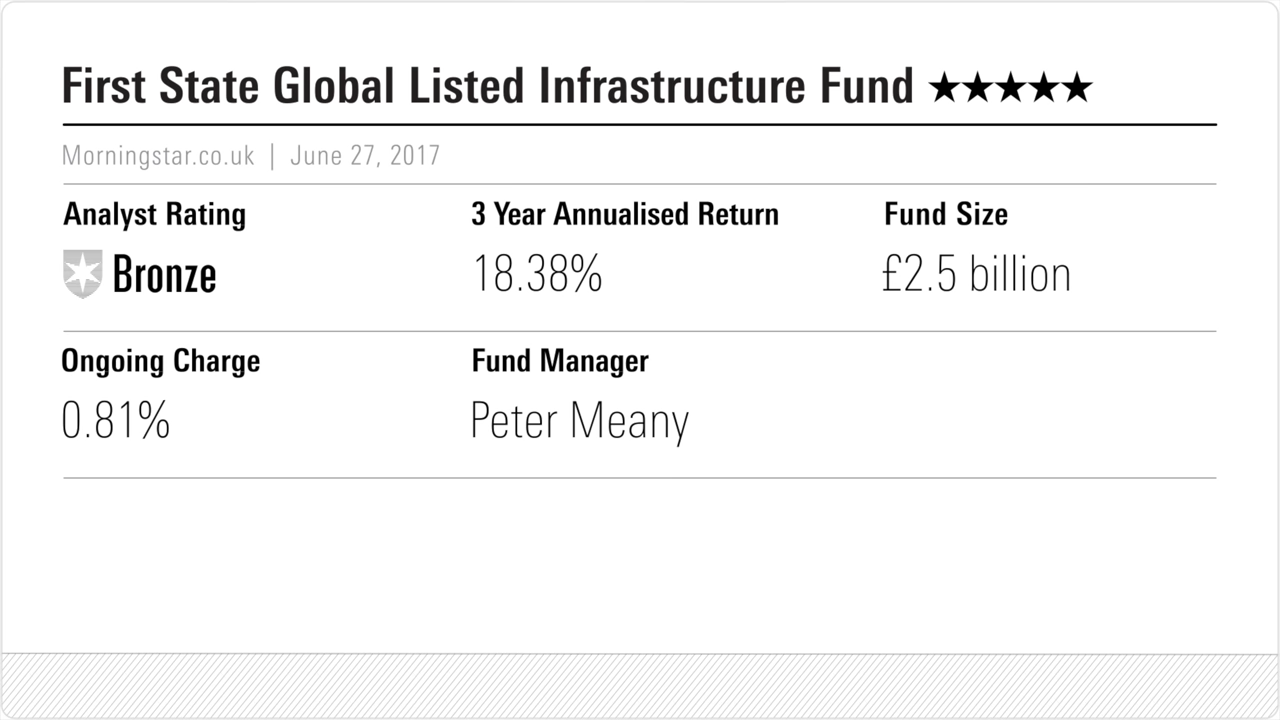 First State Global Listed Infrastructure Fund ★★★★★
Morningstar.co.uk | June 27, 2017
Analyst Rating
Bronze
3 Year Annualised Return
18.38%
Fund Size
£2.5 billion
Ongoing Charge
0.81%
Fund Manager
Peter Meany